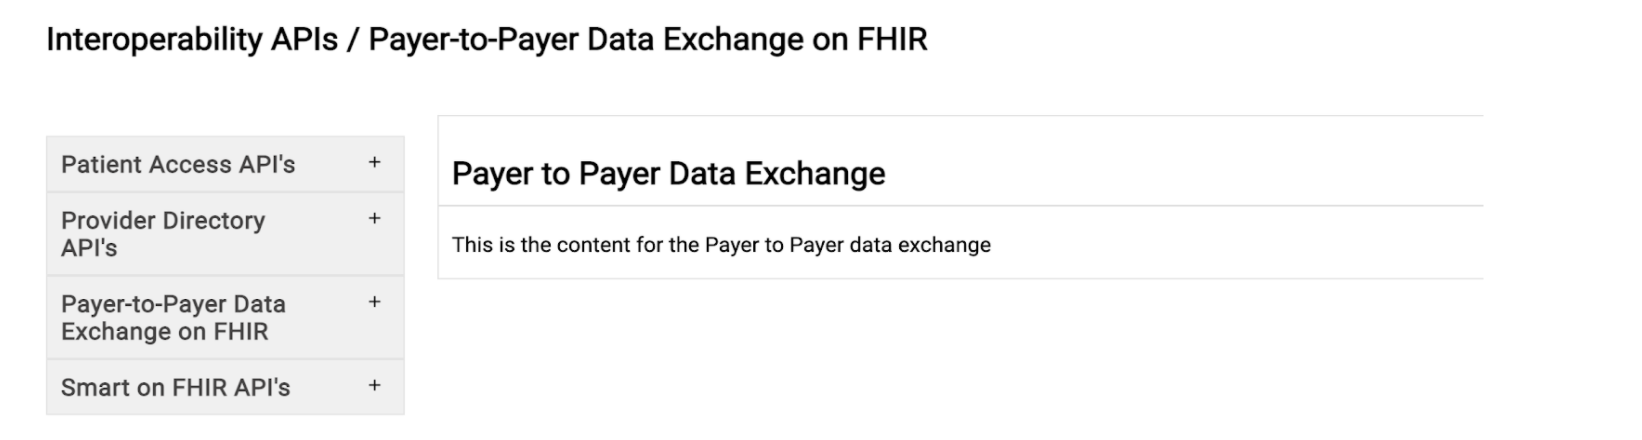 Interoperability APIs / Payer-to-Payer Data Exchange on FHIR
Patient Access API's +
Provider Directory +
API's
Payer-to-Payer Data +
Exchange on FHIR
Smart on FHIR API's +
Payer to Payer Data Exchange
This is the content for the Payer to Payer data exchange